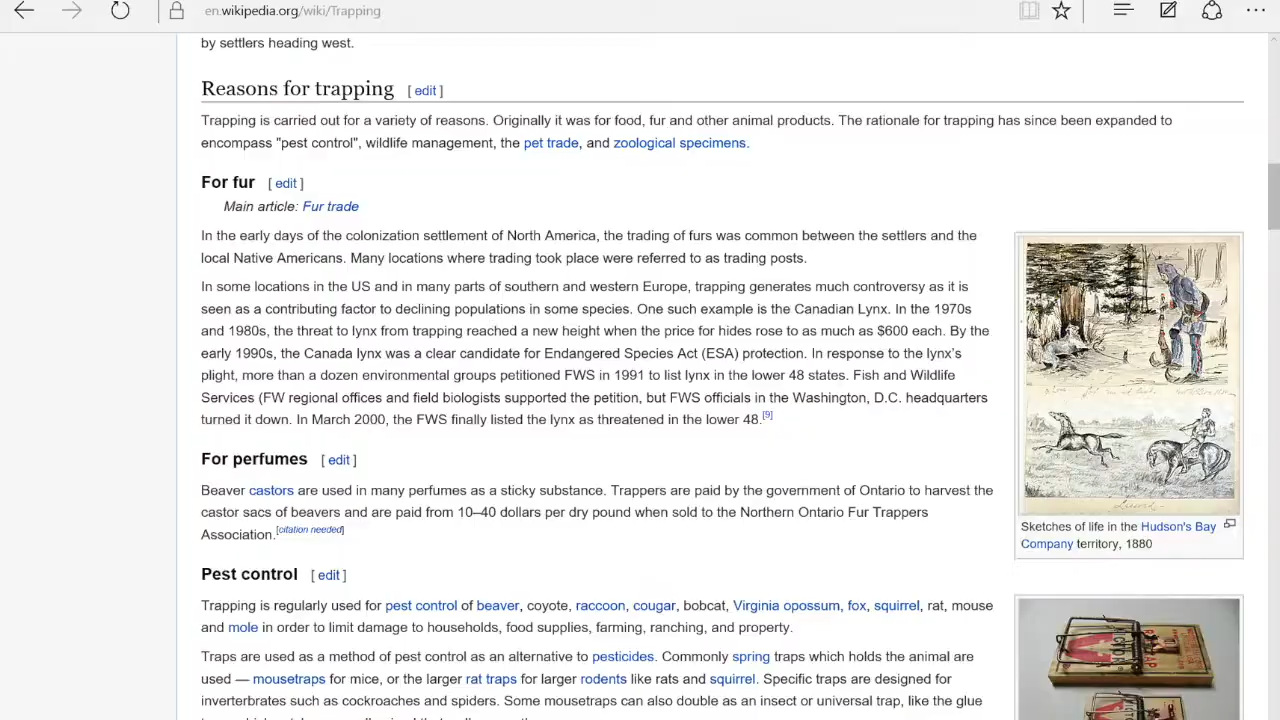 en.wikipedia.org/wiki/Trapping
by settlers heading west.
Reasons for trapping [ edit ]
Trapping is carried out for a variety of reasons. Originally it was for food, fur and other animal products. The rationale for trapping has since been expanded to
encompass "pest control", wildlife management, the pet trade, and zoological specimens.
For fur [ edit ]
Main article: Fur trade
In the early days of the colonization settlement of North America, the trading of furs was common between the settlers and the
local Native Americans. Many locations where trading took place were referred to as trading posts.
In some locations in the US and in many parts of southern and western Europe, trapping generates much controversy as it is
seen as a contributing factor to declining populations in some species. One such example is the Canadian Lynx. In the 1970s
and 1980s, the threat to lynx from trapping reached a new height when the price for hides rose to as much as $600 each. By the
early 1990s, the Canada lynx was a clear candidate for Endangered Species Act (ESA) protection. In response to the lynx's
plight, more than a dozen environmental groups petitioned FWS in 1991 to list lynx in the lower 48 states. Fish and Wildlife
Services (FW regional offices and field biologists supported the petition, but FWS officials in the Washington, D.C. headquarters
turned it down. In March 2000, the FWS finally listed the lynx as threatened in the lower 48.[9]
Sketches of life in the Hudson's Bay
Company territory, 1880
For perfumes [ edit ]
Beaver castors are used in many perfumes as a sticky substance. Trappers are paid by the government of Ontario to harvest the
castor sacs of beavers and are paid from 10–40 dollars per dry pound when sold to the Northern Ontario Fur Trappers
Association.[citation needed]
Pest control [ edit ]
Trapping is regularly used for pest control of beaver, coyote, raccoon, cougar, bobcat, Virginia opossum, fox, squirrel, rat, mouse
and mole in order to limit damage to households, food supplies, farming, ranching, and property.
Traps are used as a method of pest control as an alternative to pesticides. Commonly spring traps which holds the animal are
used — mousetraps for mice, or the larger rat traps for larger rodents like rats and squirrel. Specific traps are designed for
invertebrates such as cockroaches and spiders. Some mousetraps can also double as an insect or universal trap, like the glue